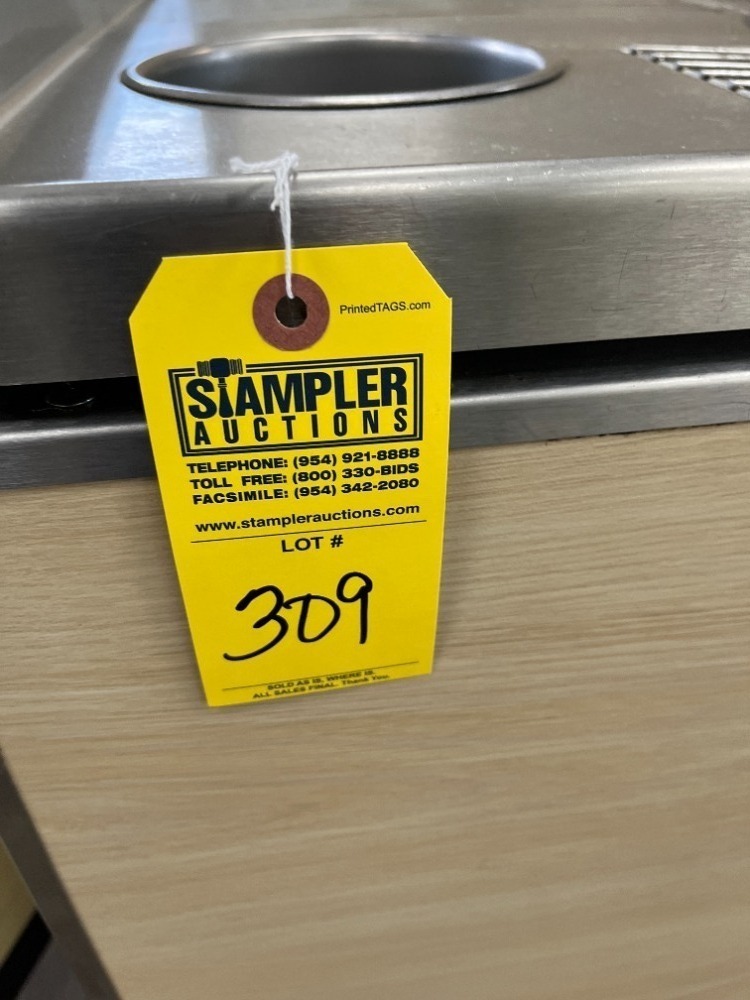 PrintedTAGS.com
STAMPLER
AUCTIONS
TELEPHONE: (954) 921-8888
TOLL FREE: (800) 330-BIDS
FACSIMILE: (954) 342-2080
www.stamplerauctions.com
LOT #
309
SOLD AS IS, WHERE IS.
ALL SALES FINAL. Thank You.